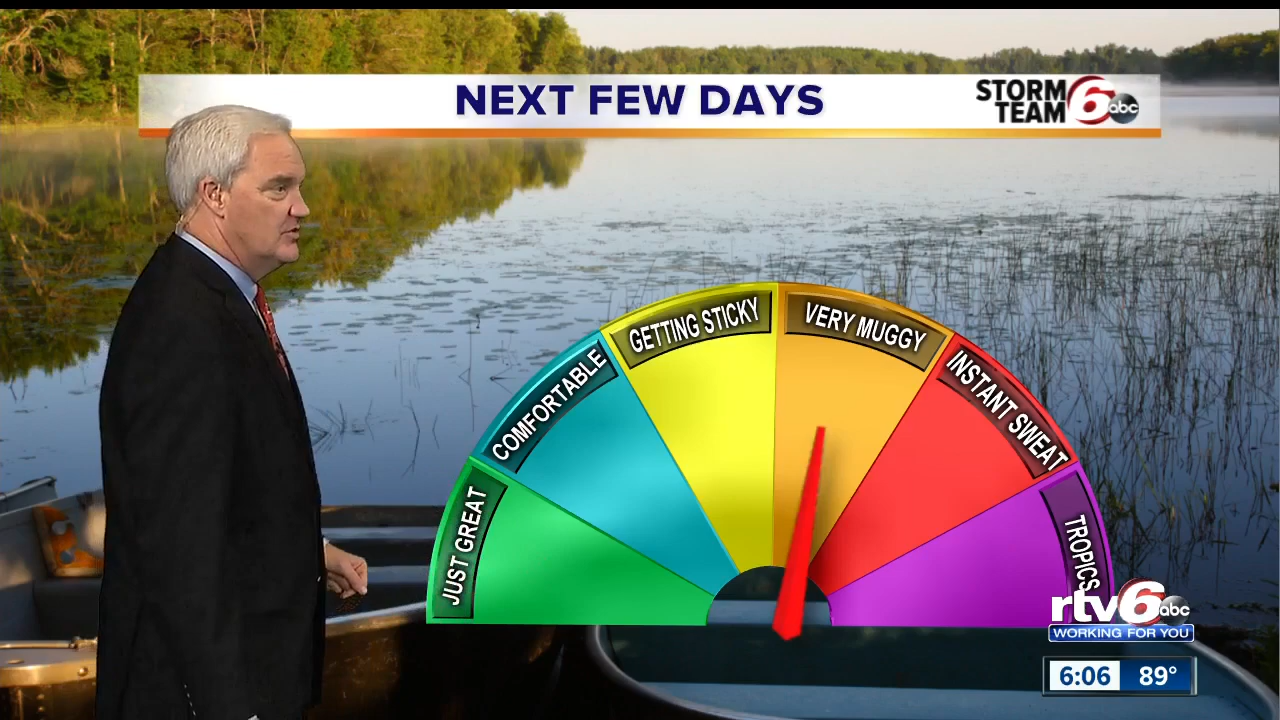 NEXT FEW DAYS
STORM
TEAM 6 abc
GETTING STICKY
VERY MUGGY
COMFORTABLE
INSTANT SWEAT
JUST GREAT
TROPICS
rtv6 abc
WORKING FOR YOU
6:06 89°